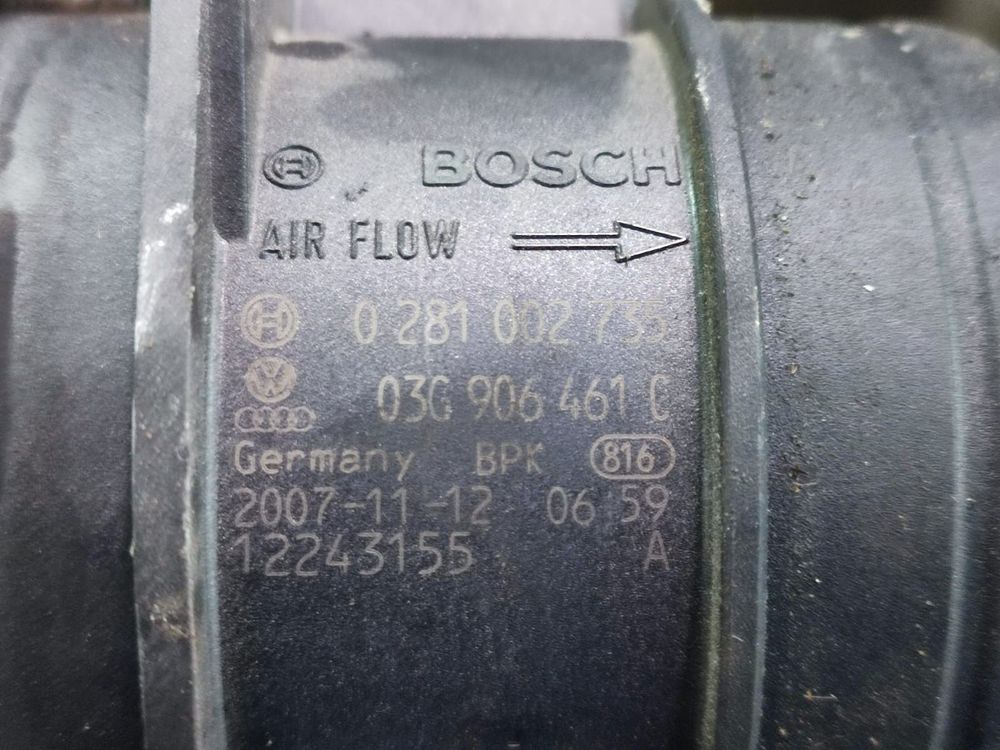 BOSCH
AIR FLOW
0 281 002 735
03G 906 461 C
Germany BPK 816
2007-11-12 06 59
12243155 A